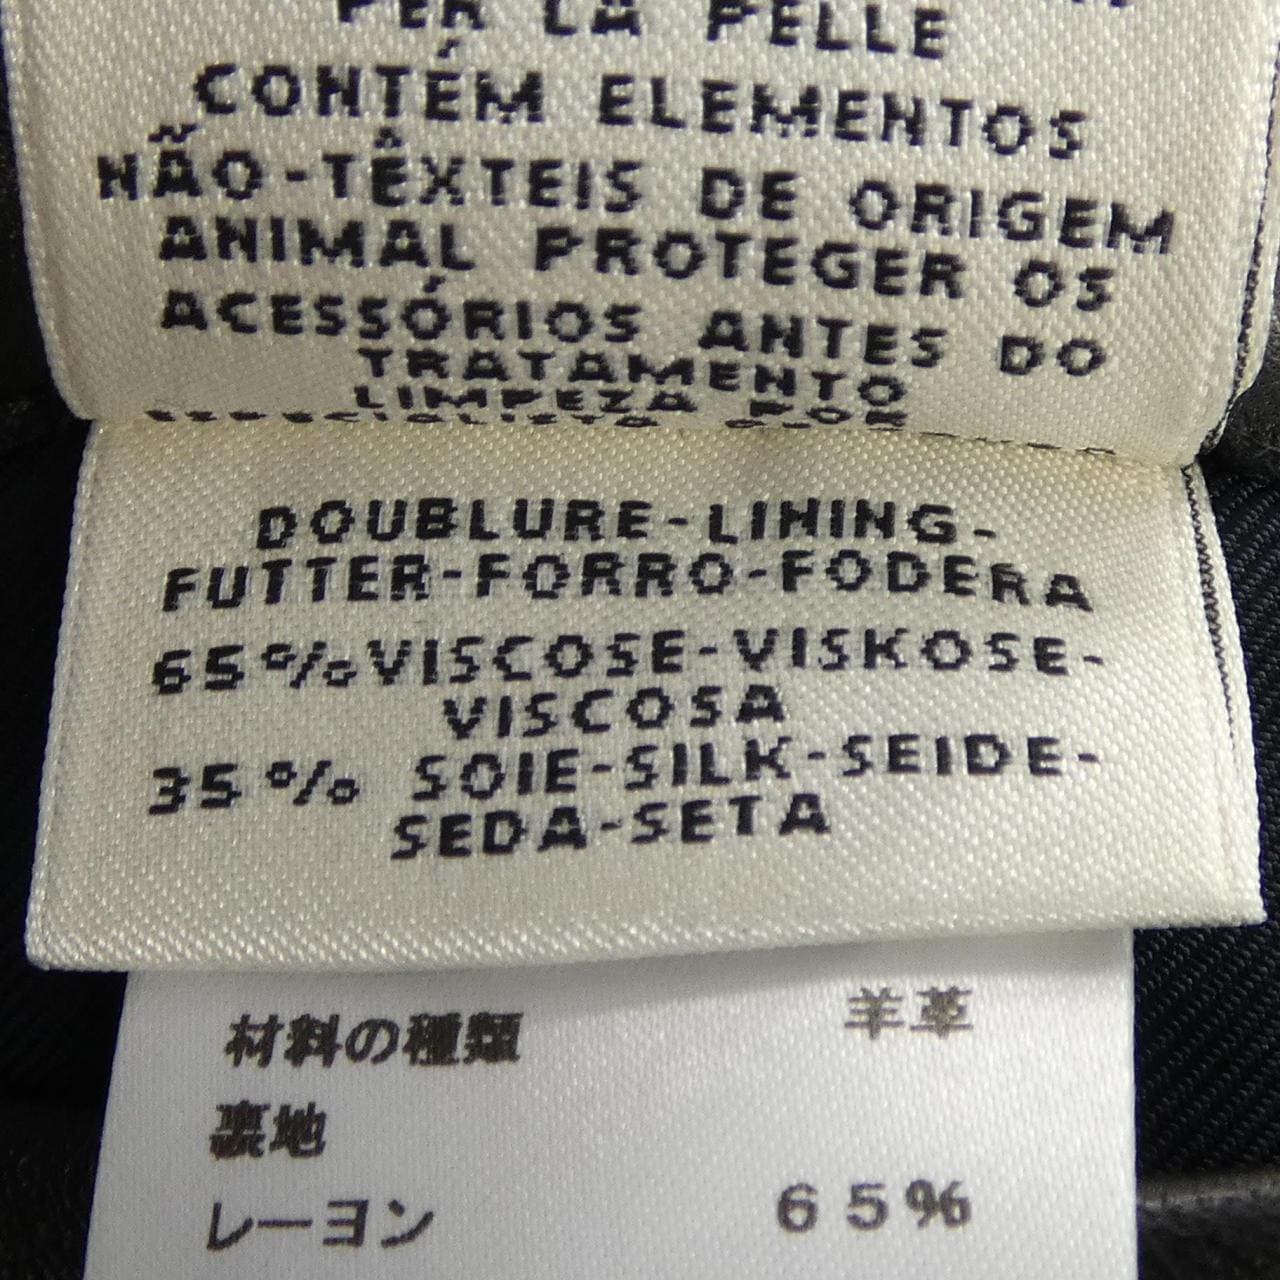 PER LA PELLE
CONTÉM ELEMENTOS
NÃO-TÊXTEIS DE ORIGEM
ANIMAL PROTEGER OS
ACESSÓRIOS ANTES DO
TRATAMENTO
LIMPEZA POR
DOUBLURE-LINING-
FUTTER-FORRO-FODERA
65%VISCOSE-VISKOSE-
VISCOSA
35% SOIE-SILK-SEIDE-
SEDA-SETA
材料の種類 羊革
裏地
レーヨン 65%